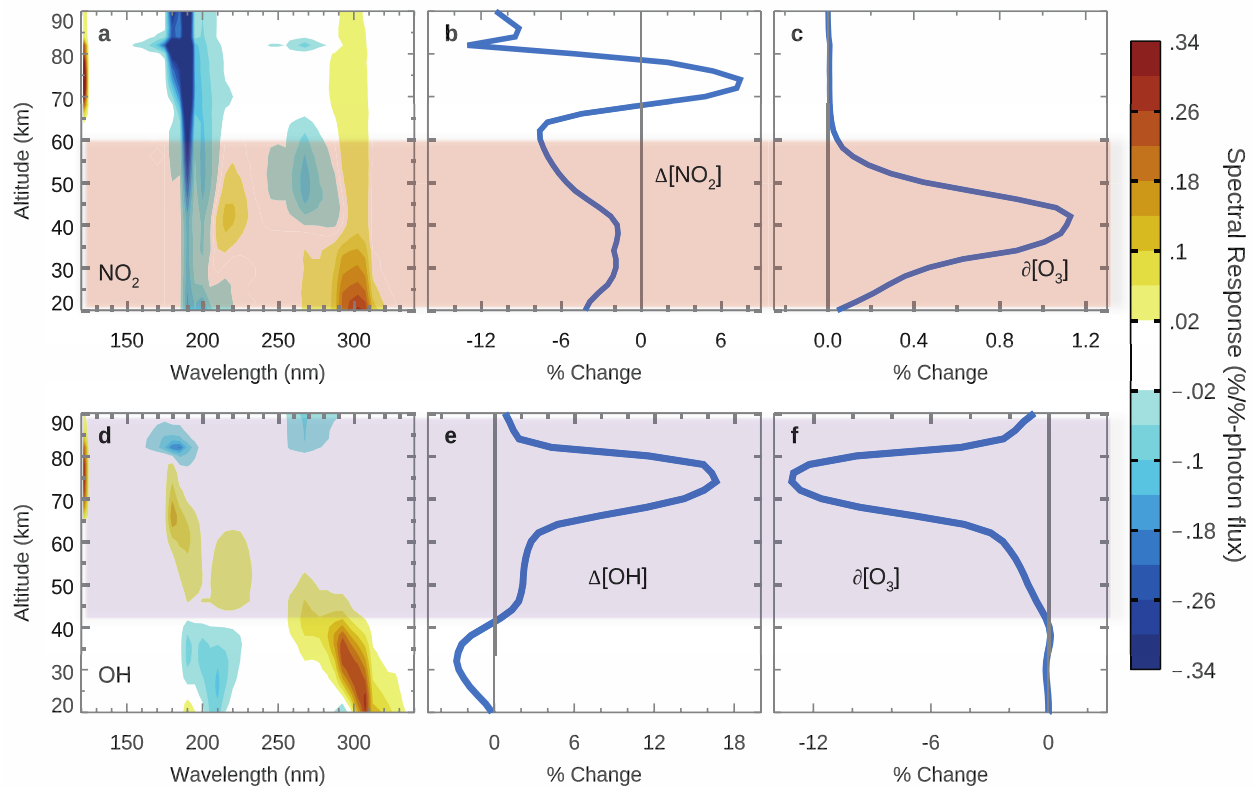 a
b
c
90
80
70
60
50
40
30
20
Altitude (km)
NO2
Δ[NO2]
∂[O3]
150 200 250 300
-12 -6 0 6
0.0 0.4 0.8 1.2
Wavelength (nm)
% Change
% Change
d
e
f
90
80
70
60
50
40
30
20
Altitude (km)
OH
Δ[OH]
∂[O3]
150 200 250 300
0 6 12 18
-12 -6 0
Wavelength (nm)
% Change
% Change
.34
.26
.18
.1
.02
-.02
-.1
-.18
-.26
-.34
Spectral Response (%/%-photon flux)